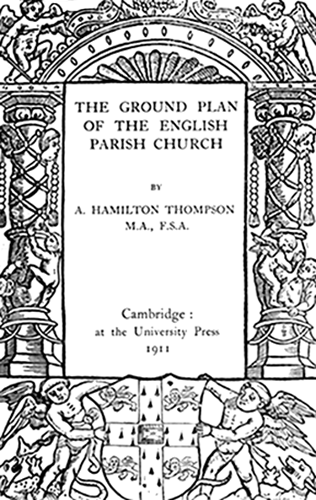 THE GROUND PLAN
OF THE ENGLISH
PARISH CHURCH
BY
A. HAMILTON THOMPSON
M.A., F.S.A.
Cambridge:
at the University Press
1911